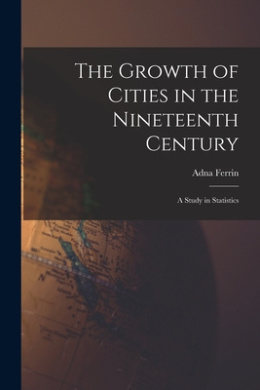 The Growth of
Cities in the
Nineteenth
Century
Adna Ferrin
A Study in Statistics